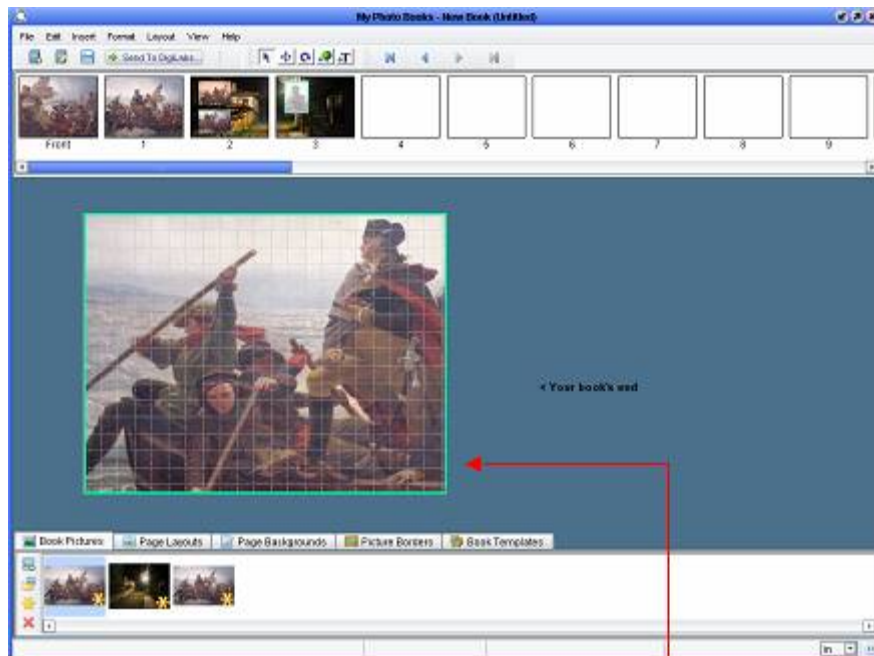 My Photo Books - New Book (Untitled)
File Edit Insert Format Layout View Help
Send To DigiLabs...
T
Front 1 2 3 4 5 6 7 8 9
< Your book's end
Book Pictures Page Layouts Page Backgrounds Picture Borders Book Templates
in